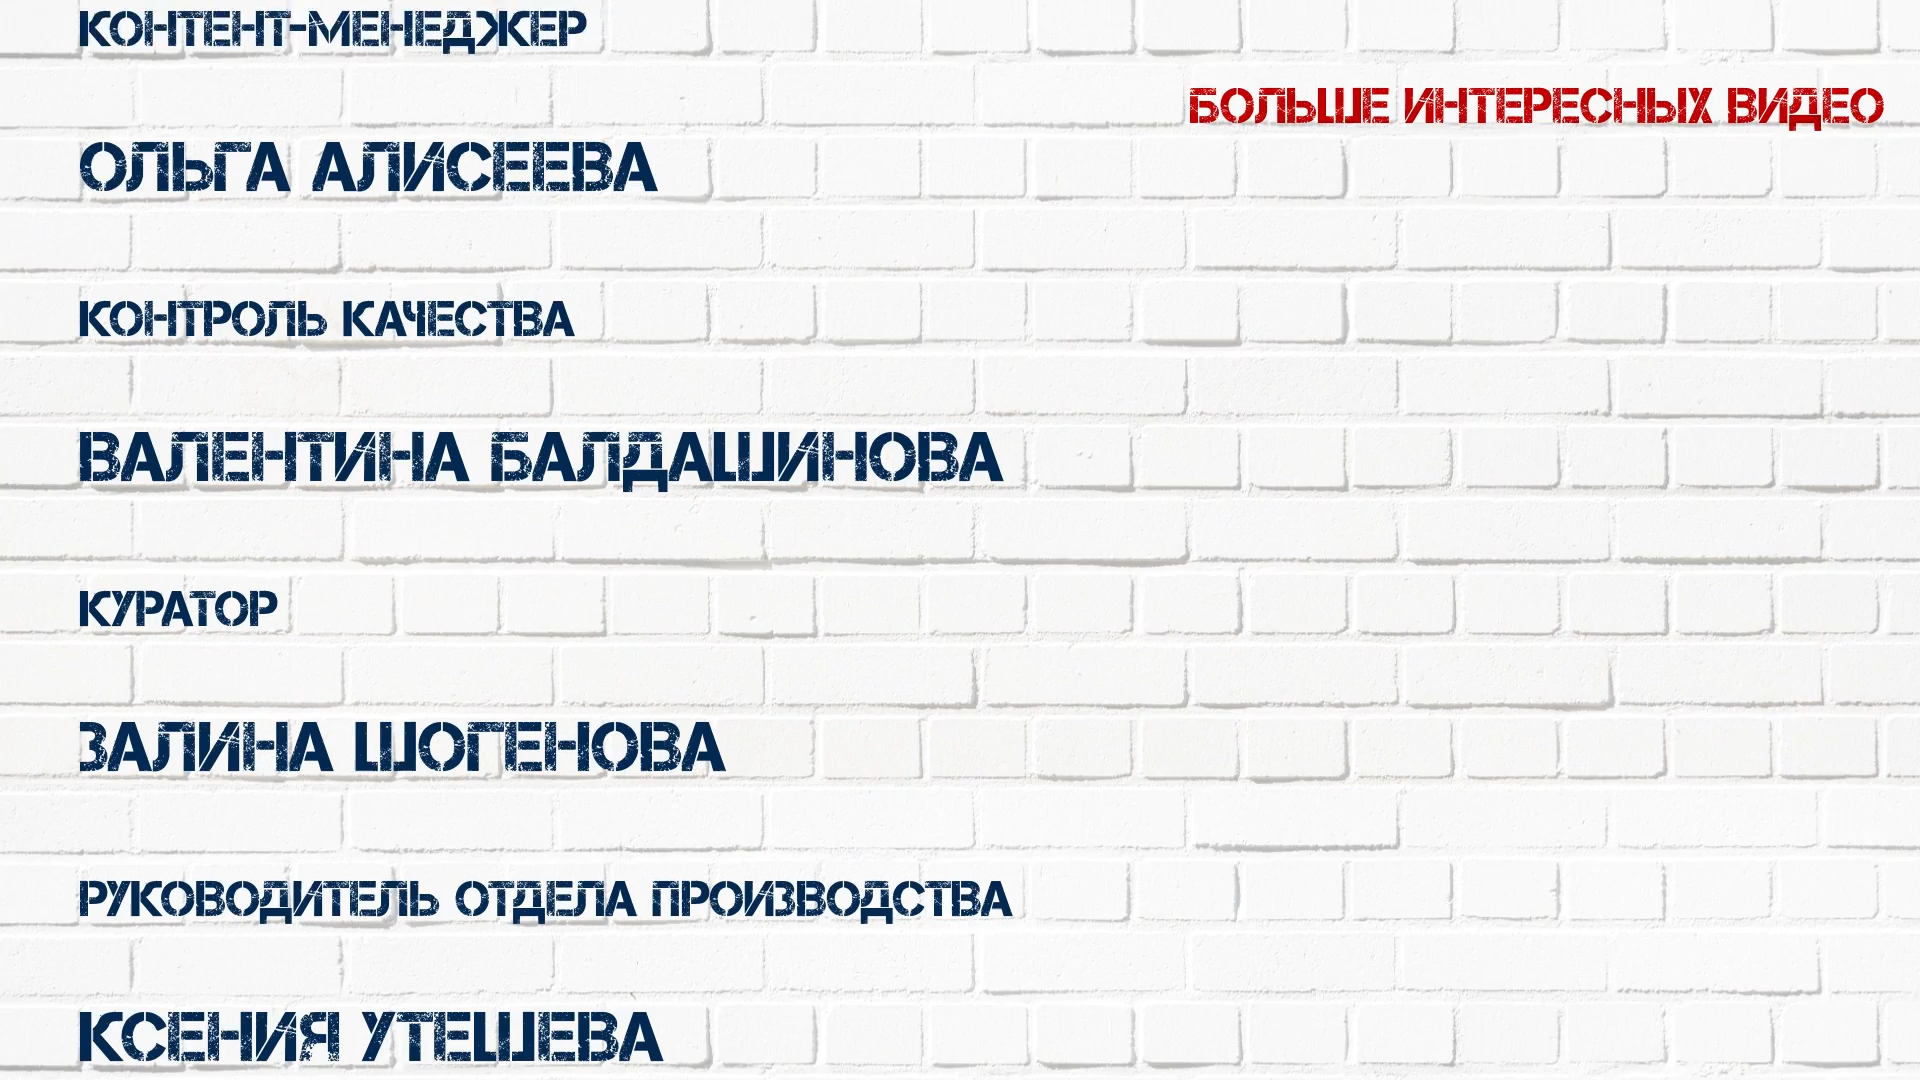 КОНТЕНТ-МЕНЕДЖЕР
БОЛЬШЕ ИНТЕРЕСНЫХ ВИДЕО
ОЛЬГА АЛИСЕЕВА
КОНТРОЛЬ КАЧЕСТВА
ВАЛЕНТИНА БАЛДАШИНОВА
КУРАТОР
ЗАЛИНА ШОГЕНОВА
РУКОВОДИТЕЛЬ ОТДЕЛА ПРОИЗВОДСТВА
КСЕНИЯ УТЕШЕВА